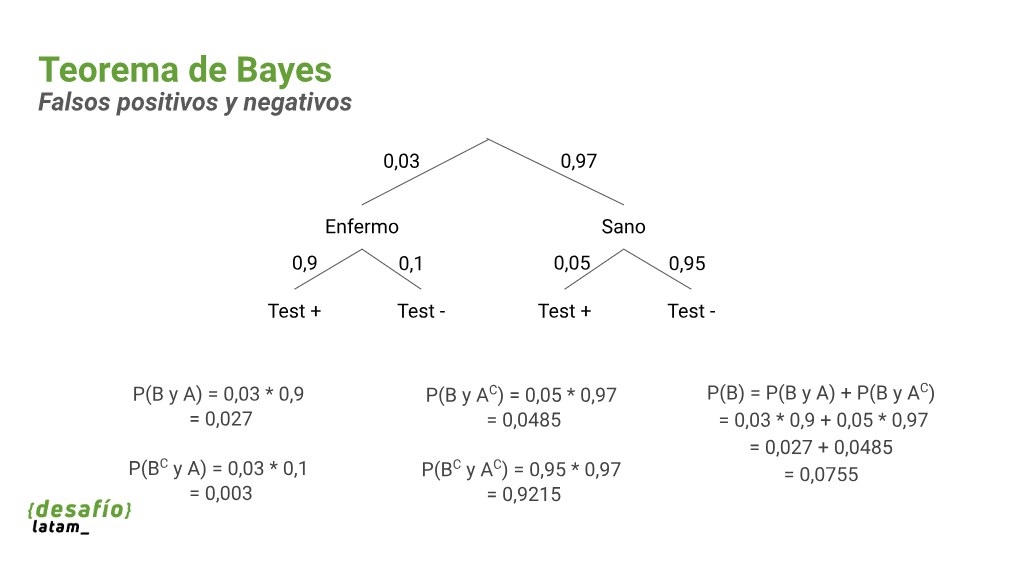 Teorema de Bayes
Falsos positivos y negativos
0,03
0,97
Enfermo
Sano
0,9
0,1
0,05
0,95
Test +
Test -
Test +
Test -
P(B y A) = 0,03 * 0,9
= 0,027
P(Bᶜ y A) = 0,03 * 0,1
= 0,003
P(B y Aᶜ) = 0,05 * 0,97
= 0,0485
P(Bᶜ y Aᶜ) = 0,95 * 0,97
= 0,9215
P(B) = P(B y A) + P(B y Aᶜ)
= 0,03 * 0,9 + 0,05 * 0,97
= 0,027 + 0,0485
= 0,0755
{desafío}
latam_